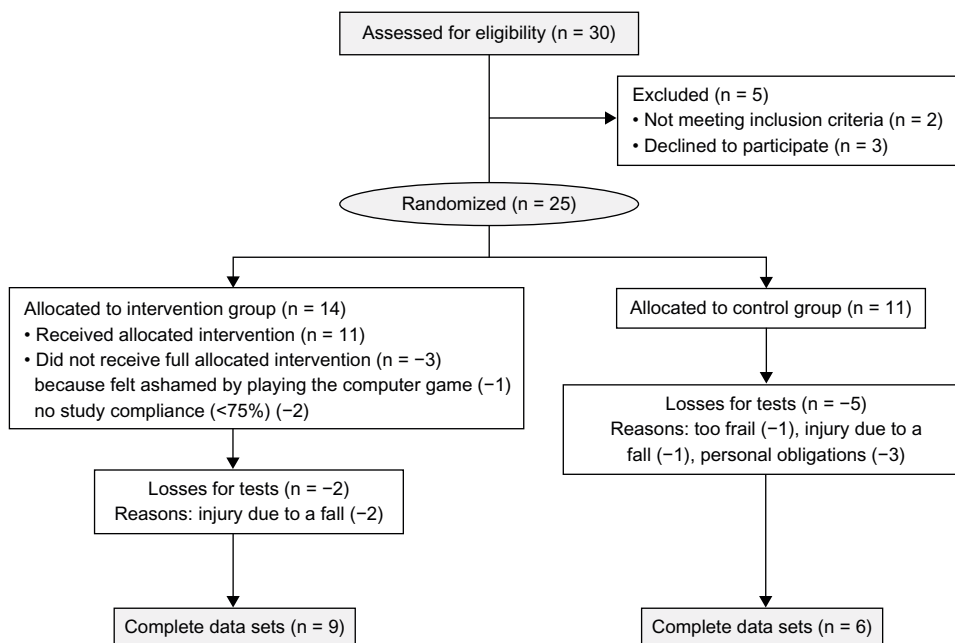 Assessed for eligibility (n = 30)
Excluded (n = 5)
• Not meeting inclusion criteria (n = 2)
• Declined to participate (n = 3)
Randomized (n = 25)
Allocated to intervention group (n = 14)
• Received allocated intervention (n = 11)
• Did not receive full allocated intervention (n = −3)
because felt ashamed by playing the computer game (−1)
no study compliance (<75%) (−2)
Allocated to control group (n = 11)
Losses for tests (n = −5)
Reasons: too frail (−1), injury due to a
fall (−1), personal obligations (−3)
Losses for tests (n = −2)
Reasons: injury due to a fall (−2)
Complete data sets (n = 9)
Complete data sets (n = 6)